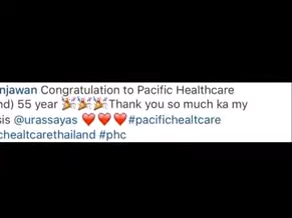 njawan Congratulation to Pacific Healthcare
nd) 55 year 🎉🎉🎉Thank you so much ka my
sis @urassayas ❤️❤️❤️#pacifichealtcare
chealtcarethailand #phc